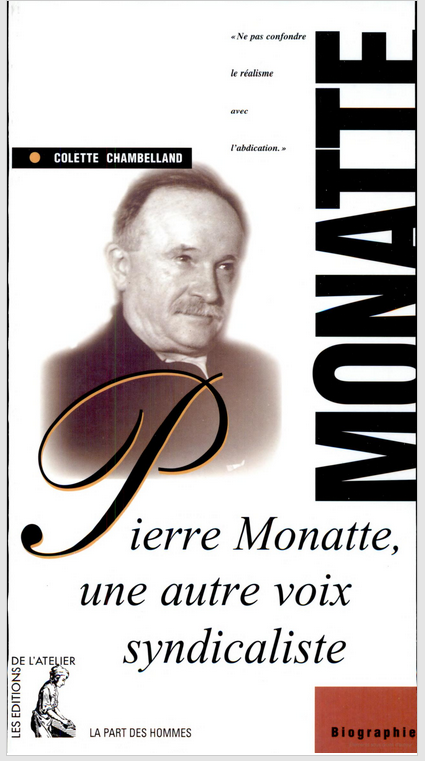 « Ne pas confondre
le réalisme
avec
l'abdication. »
MONATTE
COLETTE CHAMBELLAND
Pierre Monatte,
une autre voix
syndicaliste
LES EDITIONS
DE L'ATELIER
LA PART DES HOMMES
Biographie